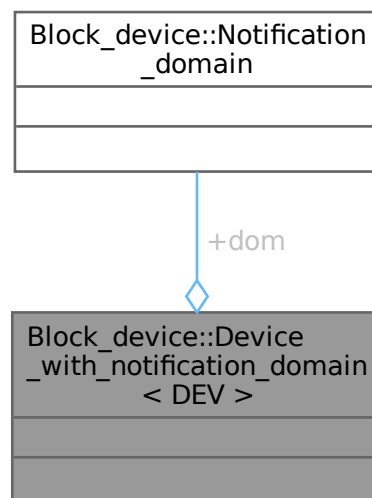 Block_device::Notification
_domain
+dom
Block_device::Device
_with_notification_domain
< DEV >